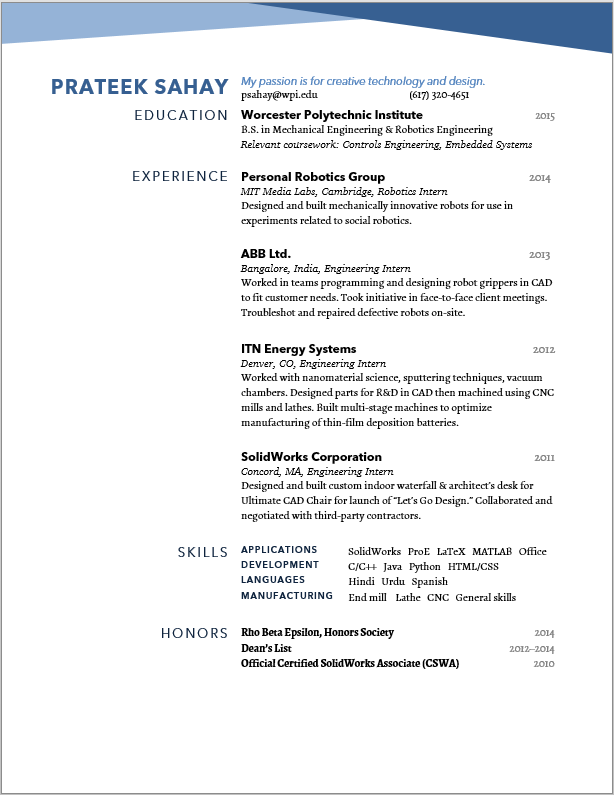 PRATEEK SAHAY My passion is for creative technology and design.
psahay@wpi.edu (617) 320-4651
EDUCATION Worcester Polytechnic Institute 2015
B.S. in Mechanical Engineering & Robotics Engineering
Relevant coursework: Controls Engineering, Embedded Systems
EXPERIENCE Personal Robotics Group 2014
MIT Media Labs, Cambridge, Robotics Intern
Designed and built mechanically innovative robots for use in
experiments related to social robotics.
ABB Ltd. 2013
Bangalore, India, Engineering Intern
Worked in teams programming and designing robot grippers in CAD
to fit customer needs. Took initiative in face-to-face client meetings.
Troubleshot and repaired defective robots on-site.
ITN Energy Systems 2012
Denver, CO, Engineering Intern
Worked with nanomaterial science, sputtering techniques, vacuum
chambers. Designed parts for R&D in CAD then machined using CNC
mills and lathes. Built multi-stage machines to optimize
manufacturing of thin-film deposition batteries.
SolidWorks Corporation 2011
Concord, MA, Engineering Intern
Designed and built custom indoor waterfall & architect's desk for
Ultimate CAD Chair for launch of "Let's Go Design." Collaborated and
negotiated with third-party contractors.
SKILLS APPLICATIONS SolidWorks ProE LaTeX MATLAB Office
DEVELOPMENT C/C++ Java Python HTML/CSS
LANGUAGES Hindi Urdu Spanish
MANUFACTURING End mill Lathe CNC General skills
HONORS Rho Beta Epsilon, Honors Society 2014
Dean's List 2012–2014
Official Certified SolidWorks Associate (CSWA) 2010